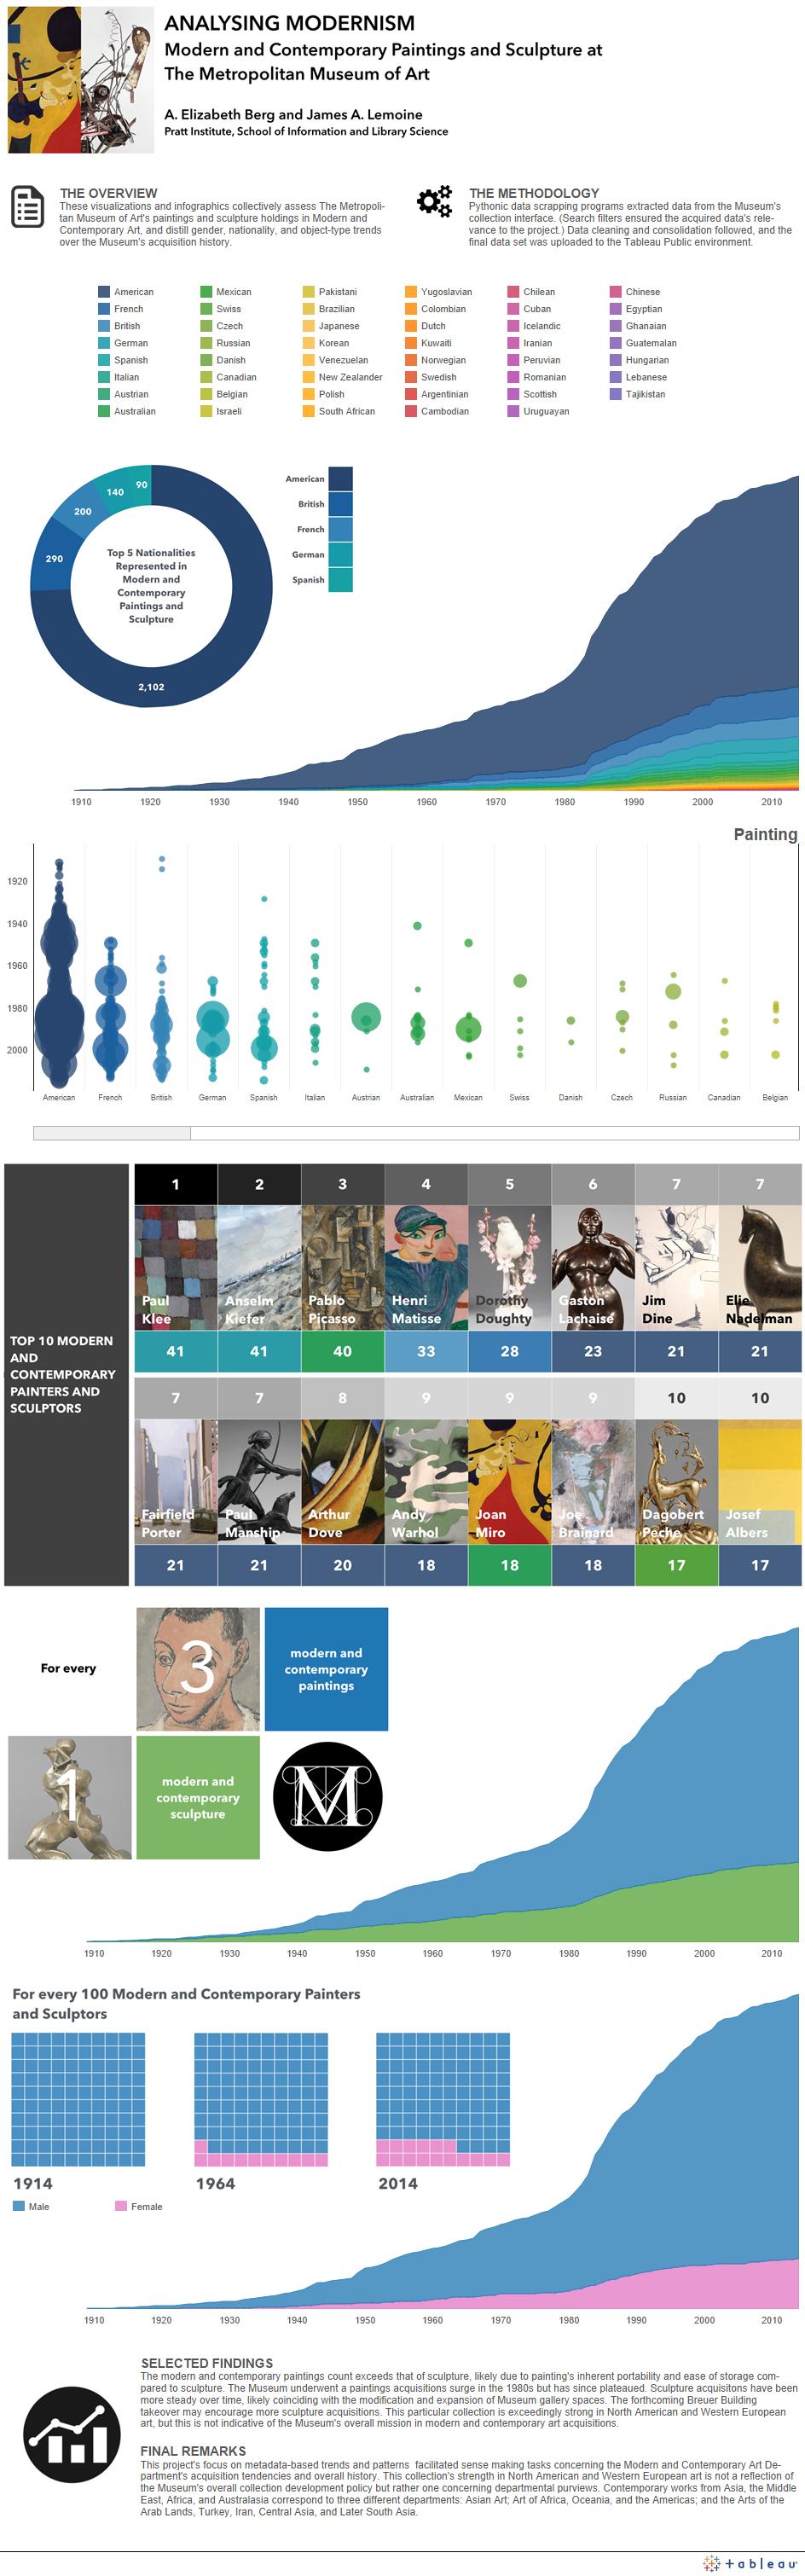 ANALYSING MODERNISM
Modern and Contemporary Paintings and Sculpture at
The Metropolitan Museum of Art
A. Elizabeth Berg and James A. Lemoine
Pratt Institute, School of Information and Library Science
THE OVERVIEW
These visualizations and infographics collectively assess The Metropoli-
tan Museum of Art's paintings and sculpture holdings in Modern and
Contemporary Art, and distill gender, nationality, and object-type trends
over the Museum's acquisition history.
THE METHODOLOGY
Pythonic data scrapping programs extracted data from the Museum's
collection interface. (Search filters ensured the acquired data's rele-
vance to the project.) Data cleaning and consolidation followed, and the
final data set was uploaded to the Tableau Public environment.
American Mexican Pakistani Yugoslavian Chilean Chinese
French Swiss Brazilian Colombian Cuban Egyptian
British Czech Japanese Dutch Icelandic Ghanaian
German Russian Korean Kuwaiti Iranian Guatemalan
Spanish Danish Venezuelan Norwegian Peruvian Hungarian
Italian Canadian New Zealander Swedish Romanian Lebanese
Austrian Belgian Polish Argentinian Scottish Tajikistan
Australian Israeli South African Cambodian Uruguayan
90
140
200
290
2,102
Top 5 Nationalities
Represented in
Modern and
Contemporary
Paintings and
Sculpture
American
British
French
German
Spanish
1910 1920 1930 1940 1950 1960 1970 1980 1990 2000 2010
Painting
1920
1940
1960
1980
2000
American French British German Spanish Italian Austrian Australian Mexican Swiss Danish Czech Russian Canadian Belgian
TOP 10 MODERN
AND
CONTEMPORARY
PAINTERS AND
SCULPTORS
1 2 3 4 5 6 7 7
Paul Anselm Pablo Henri Dorothy Gaston Jim Elie
Klee Kiefer Picasso Matisse Doughty Lachaise Dine Nadelman
41 41 40 33 28 23 21 21
7 7 8 9 9 9 10 10
Fairfield Paul Arthur Andy Joan Joe Dagobert Josef
Porter Manship Dove Warhol Miro Brainard Peche Albers
21 21 20 18 18 18 17 17
For every
3
modern and
contemporary
paintings
1
modern and
contemporary
sculpture
M
1910 1920 1930 1940 1950 1960 1970 1980 1990 2000 2010
For every 100 Modern and Contemporary Painters
and Sculptors
1914 1964 2014
Male Female
1910 1920 1930 1940 1950 1960 1970 1980 1990 2000 2010
SELECTED FINDINGS
The modern and contemporary paintings count exceeds that of sculpture, likely due to painting's inherent portability and ease of storage com-
pared to sculpture. The Museum underwent a paintings acquisitions surge in the 1980s but has since plateaued. Sculpture acquisitons have been
more steady over time, likely coinciding with the modification and expansion of Museum gallery spaces. The forthcoming Breuer Building
takeover may encourage more sculpture acquisitions. This particular collection is exceedingly strong in North American and Western European
art, but this is not indicative of the Museum's overall mission in modern and contemporary art acquisitions.
FINAL REMARKS
This project's focus on metadata-based trends and patterns facilitated sense making tasks concerning the Modern and Contemporary Art De-
partment's acquisition tendencies and overall history. This collection's strength in North American and Western European art is not a reflection of
the Museum's overall collection development policy but rather one concerning departmental purviews. Contemporary works from Asia, the Middle
East, Africa, and Australasia correspond to three different departments: Asian Art; Art of Africa, Oceania, and the Americas; and the Arts of the
Arab Lands, Turkey, Iran, Central Asia, and Later South Asia.
tableau